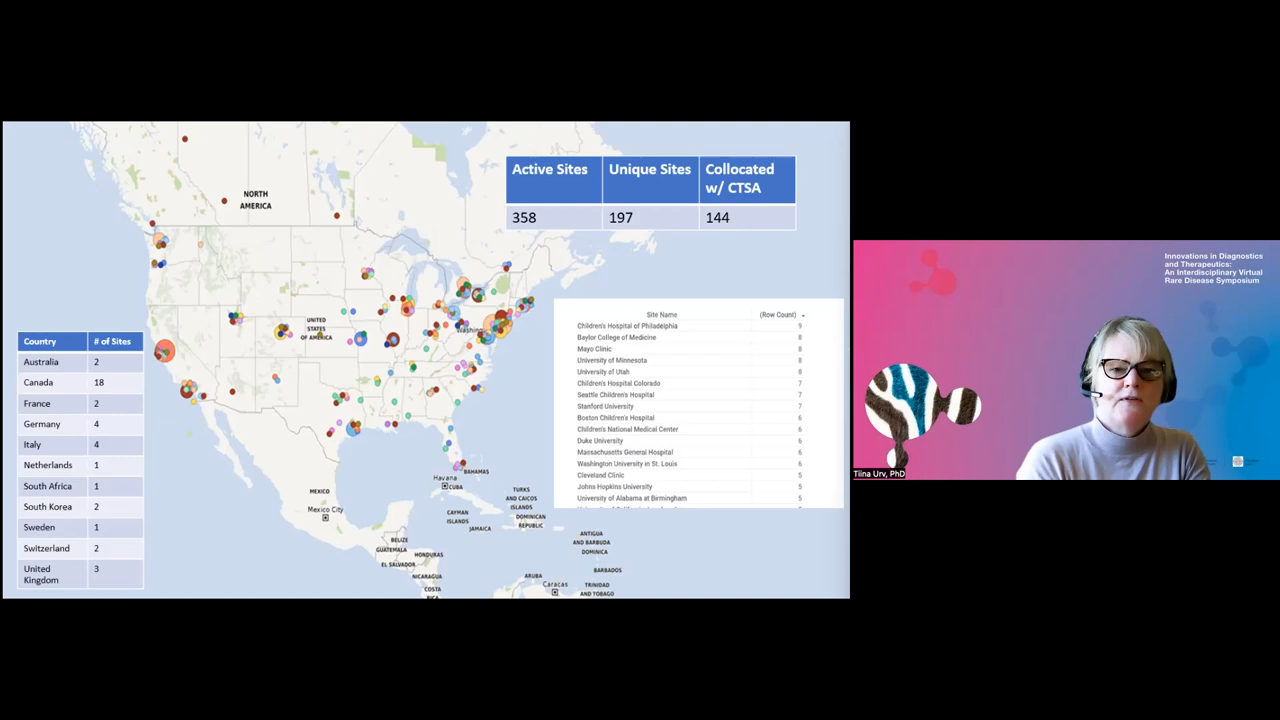 NORTH
AMERICA
UNITED
STATES
OF AMERICA
Washing
MEXICO
Mexico City
Havana
CUBA
BAHAMAS
TURKS
AND CAICOS
ISLANDS
CAYMAN
ISLANDS
JAMAICA
DOMINICAN
REPUBLIC
BELIZE
GUATEMALA
HONDURAS
EL SALVADOR
NICARAGUA
COSTA
RICA
ANTIGUA
AND BARBUDA
DOMINICA
BARBADOS
ARUBA
Caracas
TRINIDAD
AND TOBAGO
Active Sites Unique Sites Collocated
w/ CTSA
358 197 144
Country # of Sites
Australia 2
Canada 18
France 2
Germany 4
Italy 4
Netherlands 1
South Africa 1
South Korea 2
Sweden 1
Switzerland 2
United
Kingdom 3
Site Name (Row Count)
Children's Hospital of Philadelphia 9
Baylor College of Medicine 8
Mayo Clinic 8
University of Minnesota 8
University of Utah 8
Children's Hospital Colorado 7
Seattle Children's Hospital 7
Stanford University 7
Boston Children's Hospital 6
Children's National Medical Center 6
Duke University 6
Massachusetts General Hospital 6
Washington University in St. Louis 6
Cleveland Clinic 5
Johns Hopkins University 5
University of Alabama at Birmingham 5
Innovations in Diagnostics
and Therapeutics:
An Interdisciplinary Virtual
Rare Disease Symposium
Tiina Urv, PhD